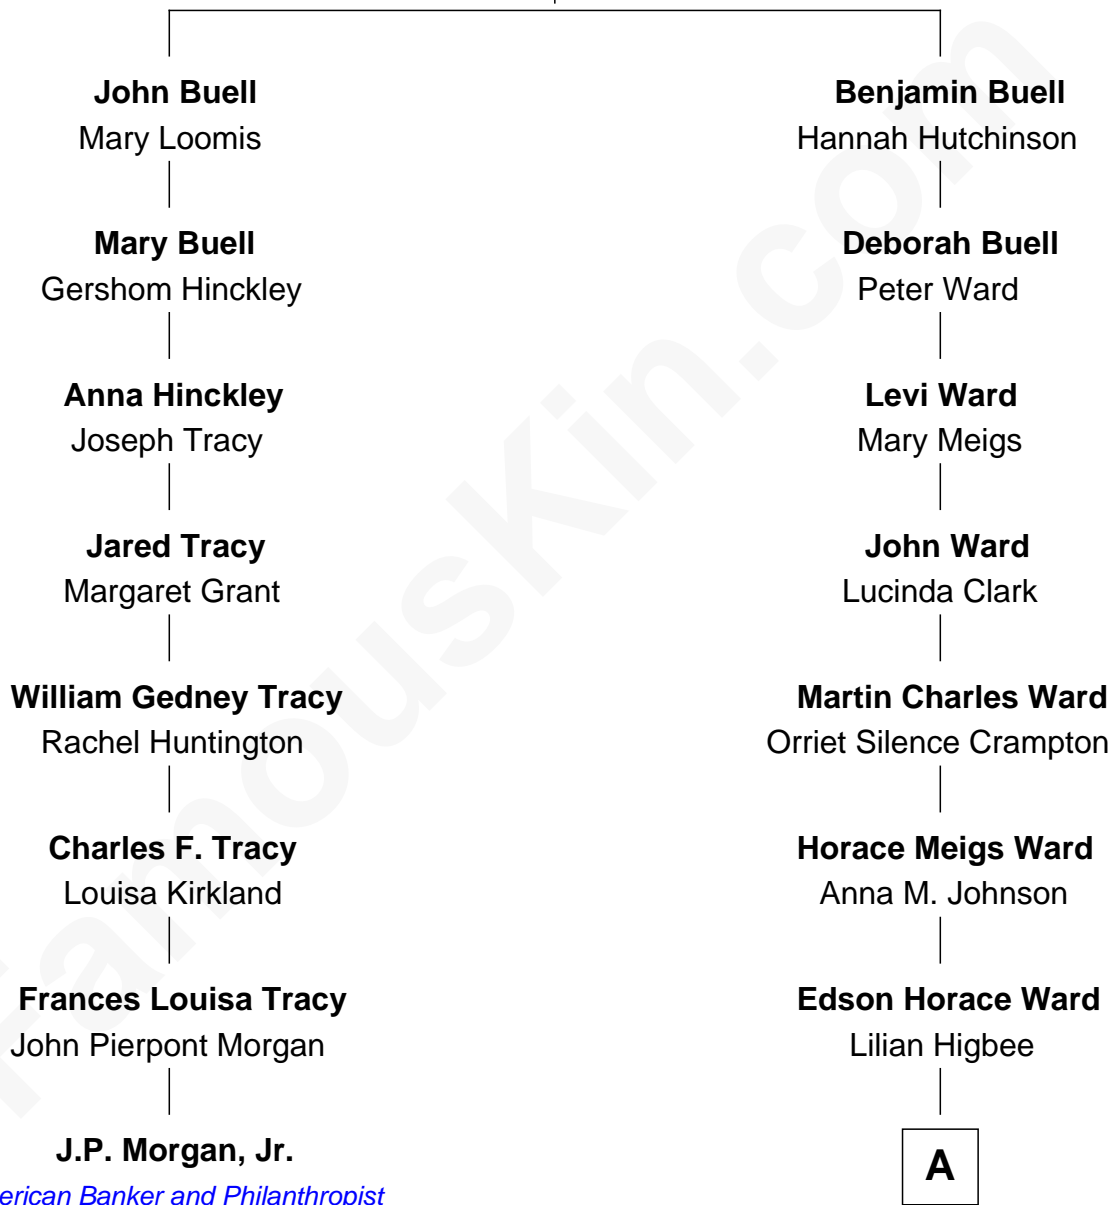 John Buell
Mary Loomis
Mary Buell
Gershom Hinckley
Anna Hinckley
Joseph Tracy
Jared Tracy
Margaret Grant
William Gedney Tracy
Rachel Huntington
Charles F. Tracy
Louisa Kirkland
Frances Louisa Tracy
John Pierpont Morgan
J.P. Morgan, Jr.
erican Banker and Philanthropist
Benjamin Buell
Hannah Hutchinson
Deborah Buell
Peter Ward
Levi Ward
Mary Meigs
John Ward
Lucinda Clark
Martin Charles Ward
Orriet Silence Crampton
Horace Meigs Ward
Anna M. Johnson
Edson Horace Ward
Lilian Higbee
A
FamousKin.com